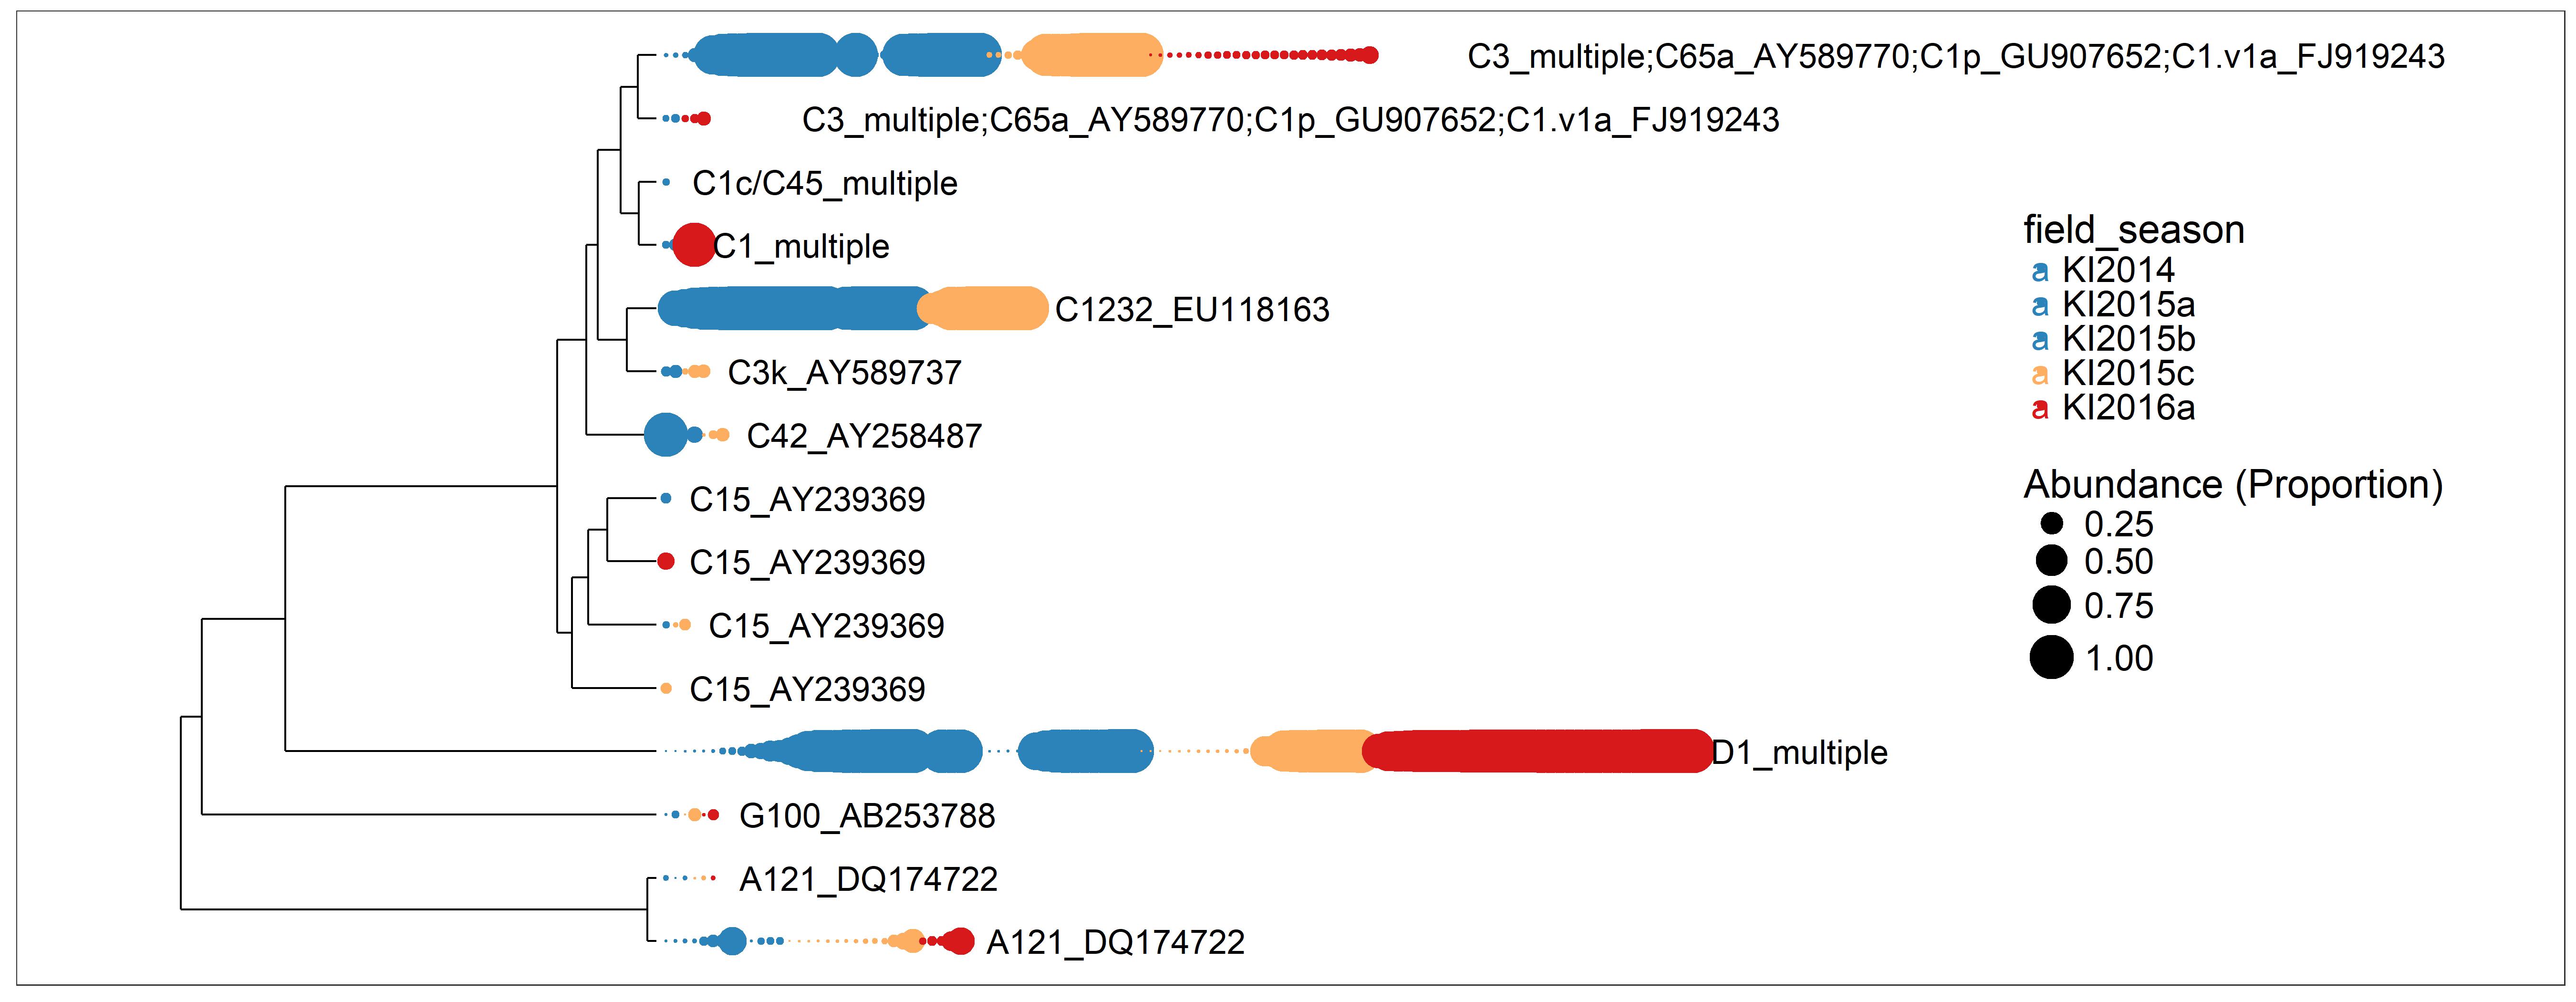 C3_multiple;C65a_AY589770;C1p_GU907652;C1.v1a_FJ919243
C3_multiple;C65a_AY589770;C1p_GU907652;C1.v1a_FJ919243
C1c/C45_multiple
C1_multiple
C1232_EU118163
C3k_AY589737
C42_AY258487
C15_AY239369
C15_AY239369
C15_AY239369
C15_AY239369
D1_multiple
G100_AB253788
A121_DQ174722
A121_DQ174722
field_season
a KI2014
a KI2015a
a KI2015b
a KI2015c
a KI2016a
Abundance (Proportion)
0.25
0.50
0.75
1.00